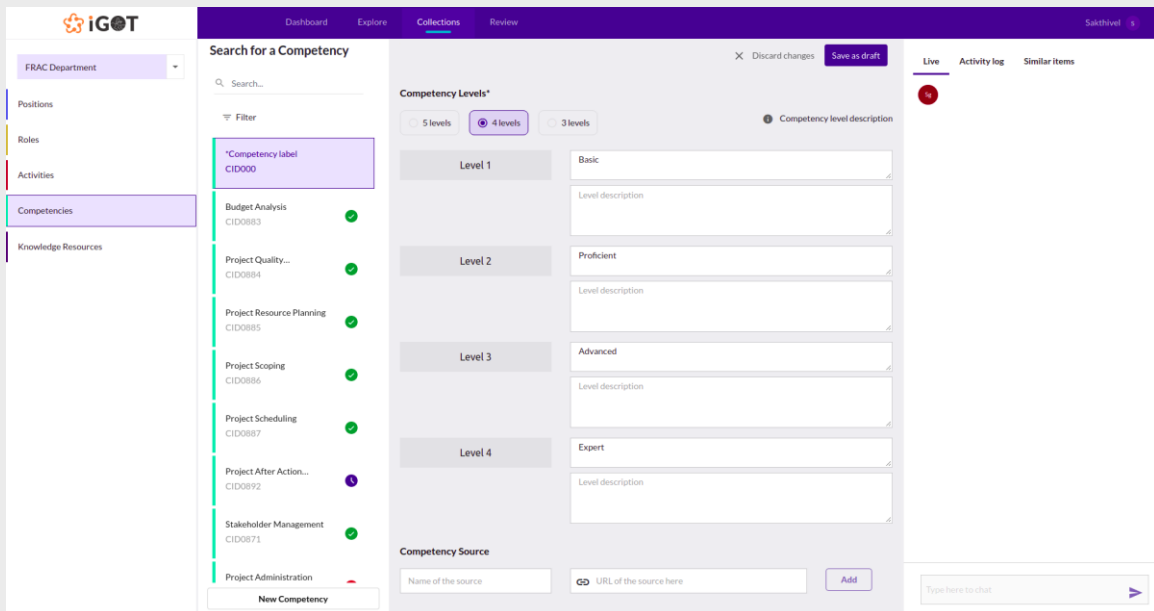 iGOT
Dashboard
Explore
Collections
Review
Sakthivel
S
FRAC Department
Positions
Roles
Activities
Competencies
Knowledge Resources
Search for a Competency
Search...
Filter
*Competency label
CID000
Budget Analysis
CID0883
Project Quality...
CID0884
Project Resource Planning
CID0885
Project Scoping
CID0886
Project Scheduling
CID0887
Project After Action...
CID0892
Stakeholder Management
CID0871
Project Administration
New Competency
Discard changes
Save as draft
Competency Levels*
5 levels
4 levels
3 levels
Competency level description
Level 1
Basic
Level description
Level 2
Proficient
Level description
Level 3
Advanced
Level description
Level 4
Expert
Level description
Competency Source
Name of the source
URL of the source here
Add
Live
Activity log
Similar items
Sg
Type here to chat